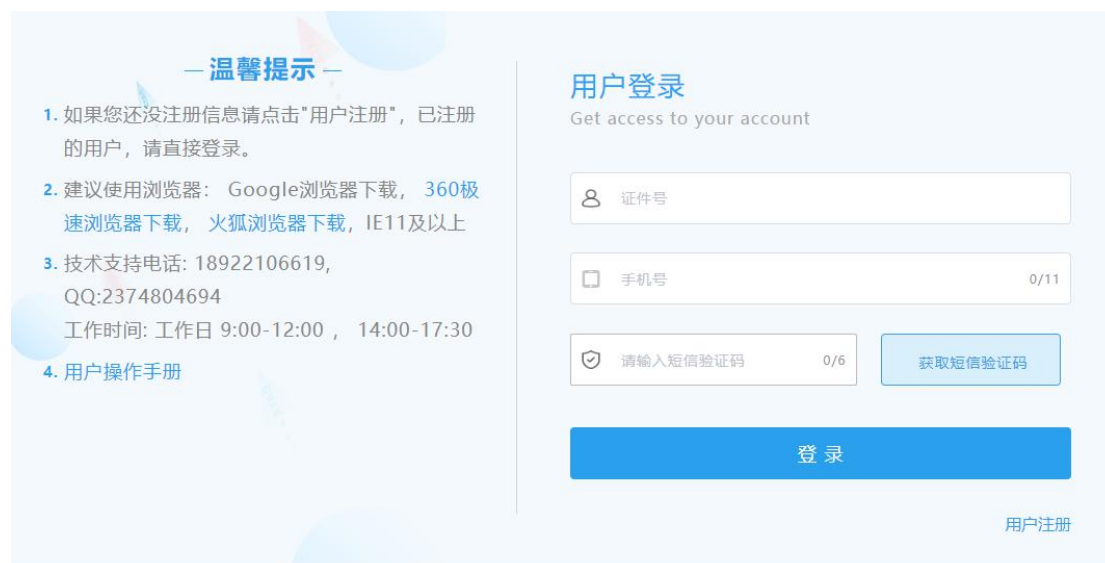 温馨提示
1. 如果您还没注册信息请点击"用户注册"，已注册
的用户，请直接登录。
2. 建议使用浏览器： Google浏览器下载， 360极
速浏览器下载， 火狐浏览器下载，IE11及以上
3. 技术支持电话: 18922106619,
QQ:2374804694
工作时间: 工作日 9:00-12:00 ， 14:00-17:30
4. 用户操作手册
用户登录
Get access to your account
证件号
手机号 0/11
请输入短信验证码 0/6 获取短信验证码
登 录
用户注册